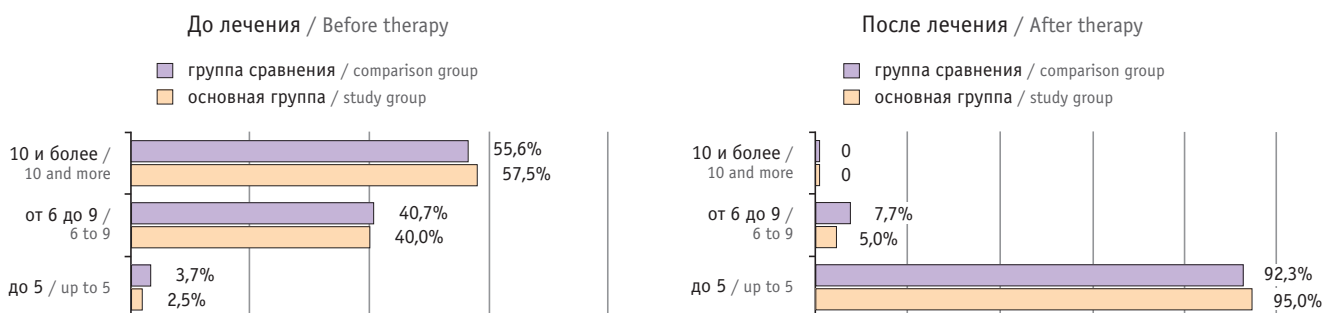 До лечения / Before therapy
группа сравнения / comparison group
основная группа / study group
10 и более /
10 and more
55,6%
57,5%
от 6 до 9 /
6 to 9
40,7%
40,0%
до 5 / up to 5
3,7%
2,5%
После лечения / After therapy
группа сравнения / comparison group
основная группа / study group
10 и более /
10 and more
0
0
от 6 до 9 /
6 to 9
7,7%
5,0%
до 5 / up to 5
92,3%
95,0%